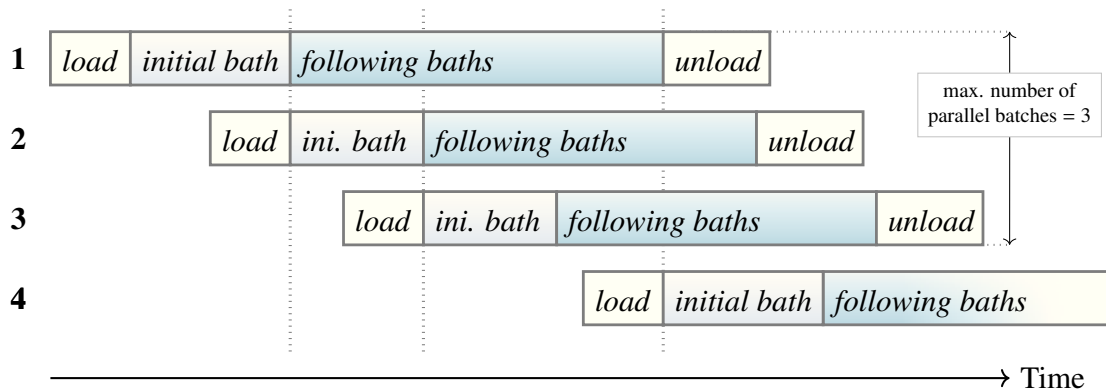 1 load initial bath following baths unload
max. number of
parallel batches = 3
2 load ini. bath following baths unload
3 load ini. bath following baths unload
4 load initial bath following baths
Time